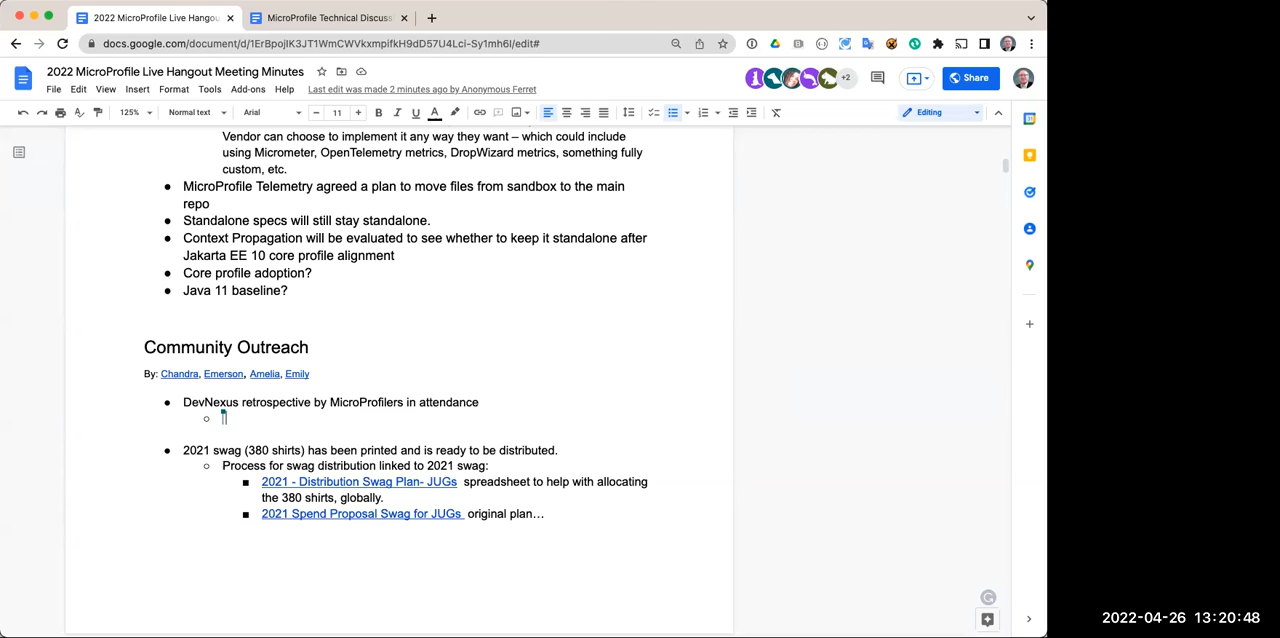 2022 MicroProfile Live Hangou
MicroProfile Technical Discuss
docs.google.com/document/d/1ErBpojlK3JT1WmCWVkxmpifkH9dD57U4Lci-Sy1mh6I/edit#
2022 MicroProfile Live Hangout Meeting Minutes
+2
Share
File Edit View Insert Format Tools Add-ons Help Last edit was made 2 minutes ago by Anonymous Ferret
125% Normal text Arial 11 B I U A Editing
Vendor can choose to implement it any way they want – which could include
using Micrometer, OpenTelemetry metrics, DropWizard metrics, something fully
custom, etc.
● MicroProfile Telemetry agreed a plan to move files from sandbox to the main
repo
● Standalone specs will still stay standalone.
● Context Propagation will be evaluated to see whether to keep it standalone after
Jakarta EE 10 core profile alignment
● Core profile adoption?
● Java 11 baseline?
Community Outreach
By: Chandra, Emerson, Amelia, Emily
● DevNexus retrospective by MicroProfilers in attendance
● 2021 swag (380 shirts) has been printed and is ready to be distributed.
○ Process for swag distribution linked to 2021 swag:
■ 2021 - Distribution Swag Plan- JUGs spreadsheet to help with allocating
the 380 shirts, globally.
■ 2021 Spend Proposal Swag for JUGs original plan…
2022-04-26 13:20:48